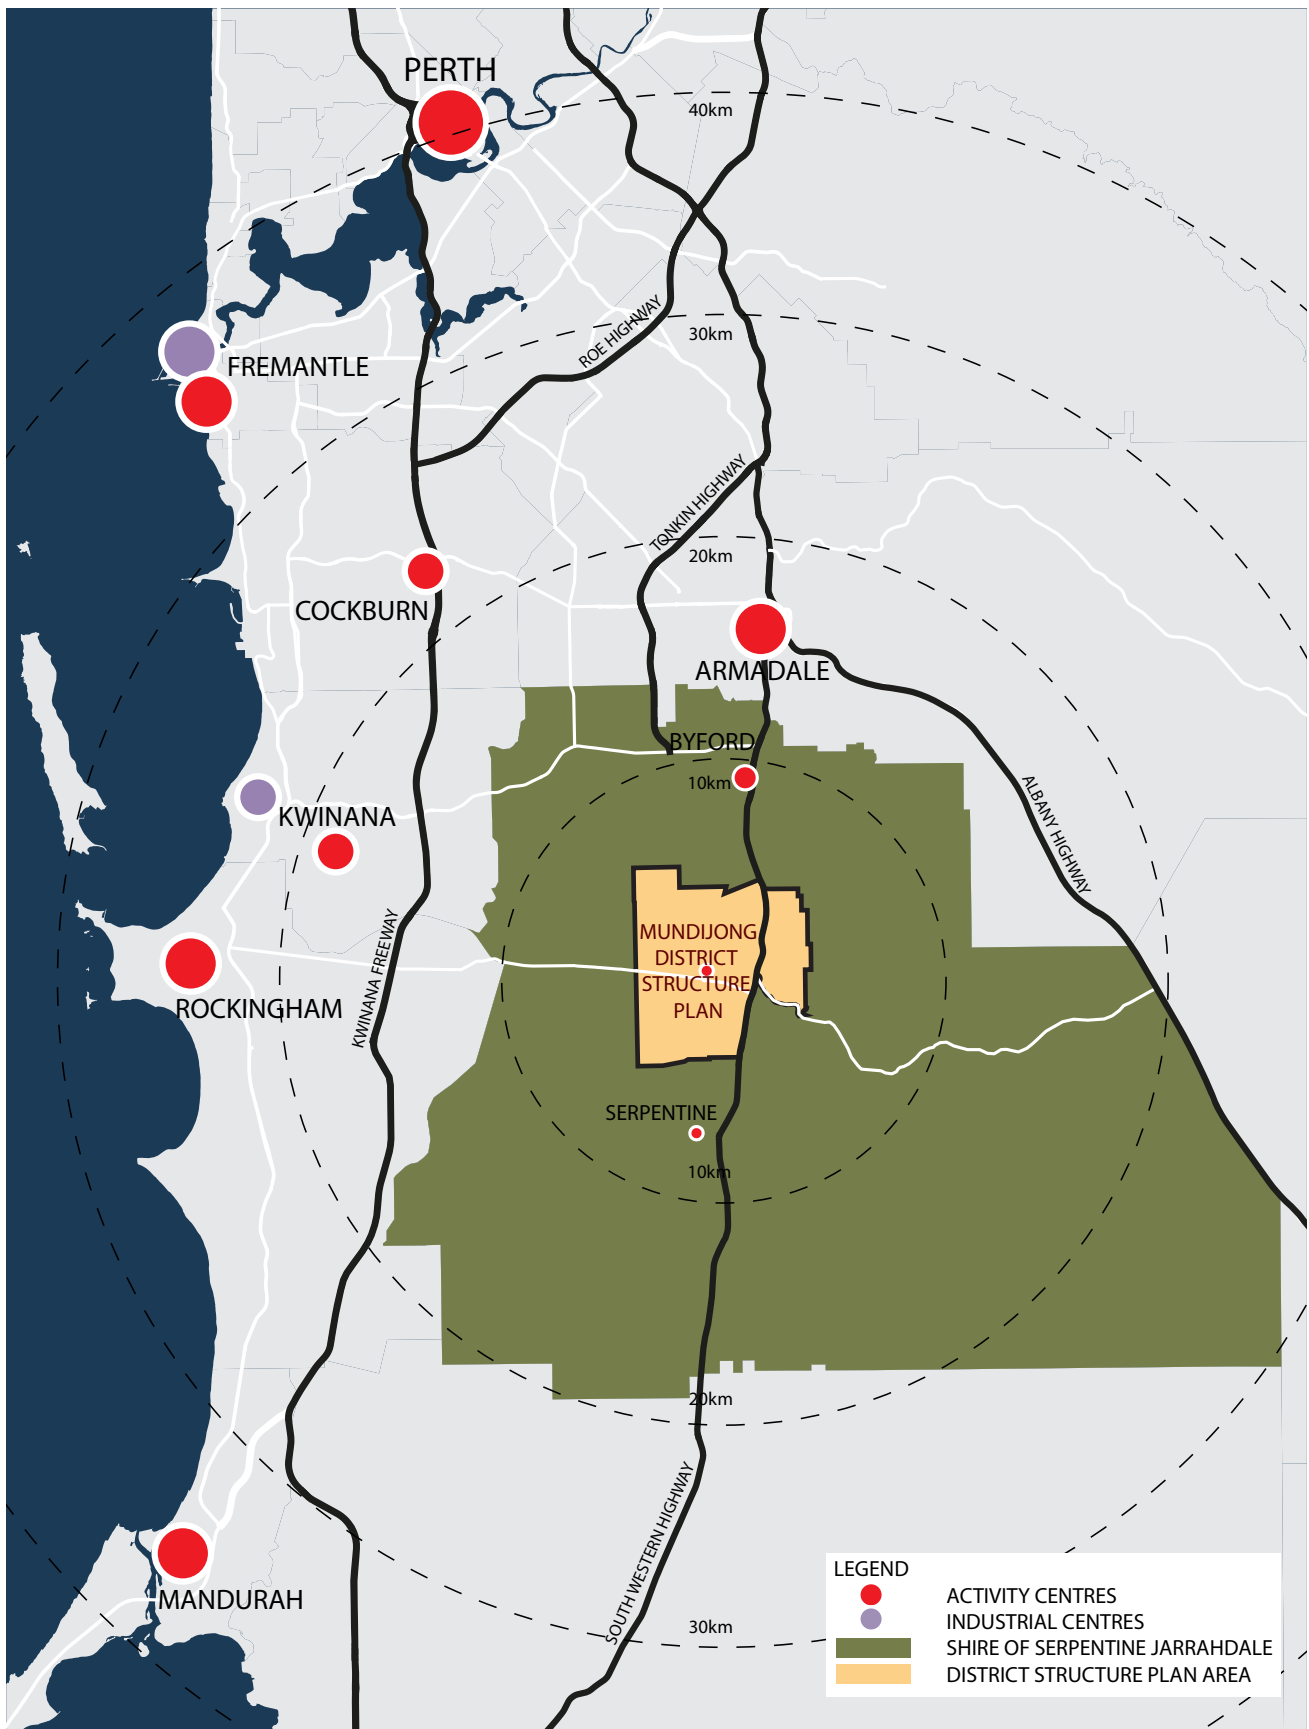 PERTH
40km
30km
ROE HIGHWAY
FREMANTLE
TONKIN HIGHWAY
20km
COCKBURN
ARMADALE
BYFORD
10km
ALBANY HIGHWAY
KWINANA
KWINANA FREEWAY
MUNDIJONG
DISTRICT
STRUCTURE
PLAN
ROCKINGHAM
SERPENTINE
10km
20km
SOUTH WESTERN HIGHWAY
MANDURAH
30km
LEGEND
ACTIVITY CENTRES
INDUSTRIAL CENTRES
SHIRE OF SERPENTINE JARRAHDALE
DISTRICT STRUCTURE PLAN AREA